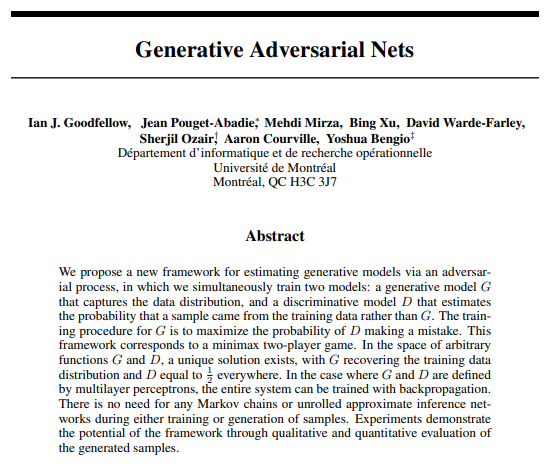 Generative Adversarial Nets
Ian J. Goodfellow, Jean Pouget-Abadie,* Mehdi Mirza, Bing Xu, David Warde-Farley,
Sherjil Ozair,† Aaron Courville, Yoshua Bengio‡
Département d'informatique et de recherche opérationnelle
Université de Montréal
Montréal, QC H3C 3J7
Abstract
We propose a new framework for estimating generative models via an adversar-
ial process, in which we simultaneously train two models: a generative model G
that captures the data distribution, and a discriminative model D that estimates
the probability that a sample came from the training data rather than G. The train-
ing procedure for G is to maximize the probability of D making a mistake. This
framework corresponds to a minimax two-player game. In the space of arbitrary
functions G and D, a unique solution exists, with G recovering the training data
distribution and D equal to 1/2 everywhere. In the case where G and D are defined
by multilayer perceptrons, the entire system can be trained with backpropagation.
There is no need for any Markov chains or unrolled approximate inference net-
works during either training or generation of samples. Experiments demonstrate
the potential of the framework through qualitative and quantitative evaluation of
the generated samples.